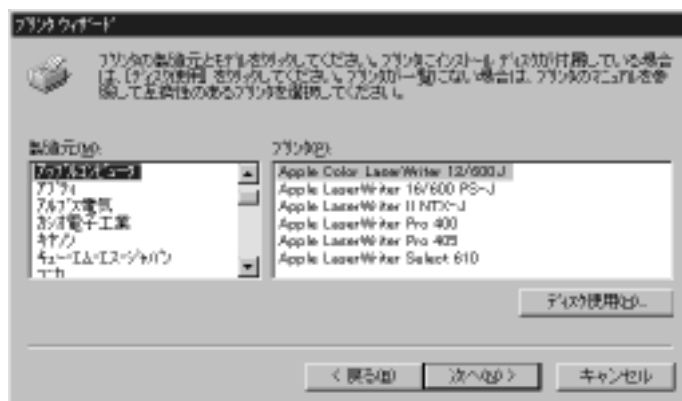 プリンタ ウィザード
プリンタの製造元とモデルをクリックしてください。プリンタにインストール ディスクが付属している場合
は、[ディスク使用] をクリックしてください。プリンタが一覧にない場合は、プリンタのマニュアルを参
照して互換性のあるプリンタを選択してください。
製造元(M):
アップルコンピュータ
アプティ
アルプス電気
カシオ電子工業
キヤノン
キュー・エム・エス・ジャパン
コニカ
プリンタ(P):
Apple Color LaserWriter 12/600J
Apple LaserWriter 16/600 PS-J
Apple LaserWriter II NTX-J
Apple LaserWriter Pro 400
Apple LaserWriter Pro 405
Apple LaserWriter Select 610
ディスク使用(H)...
< 戻る(B)
次へ(N) >
キャンセル